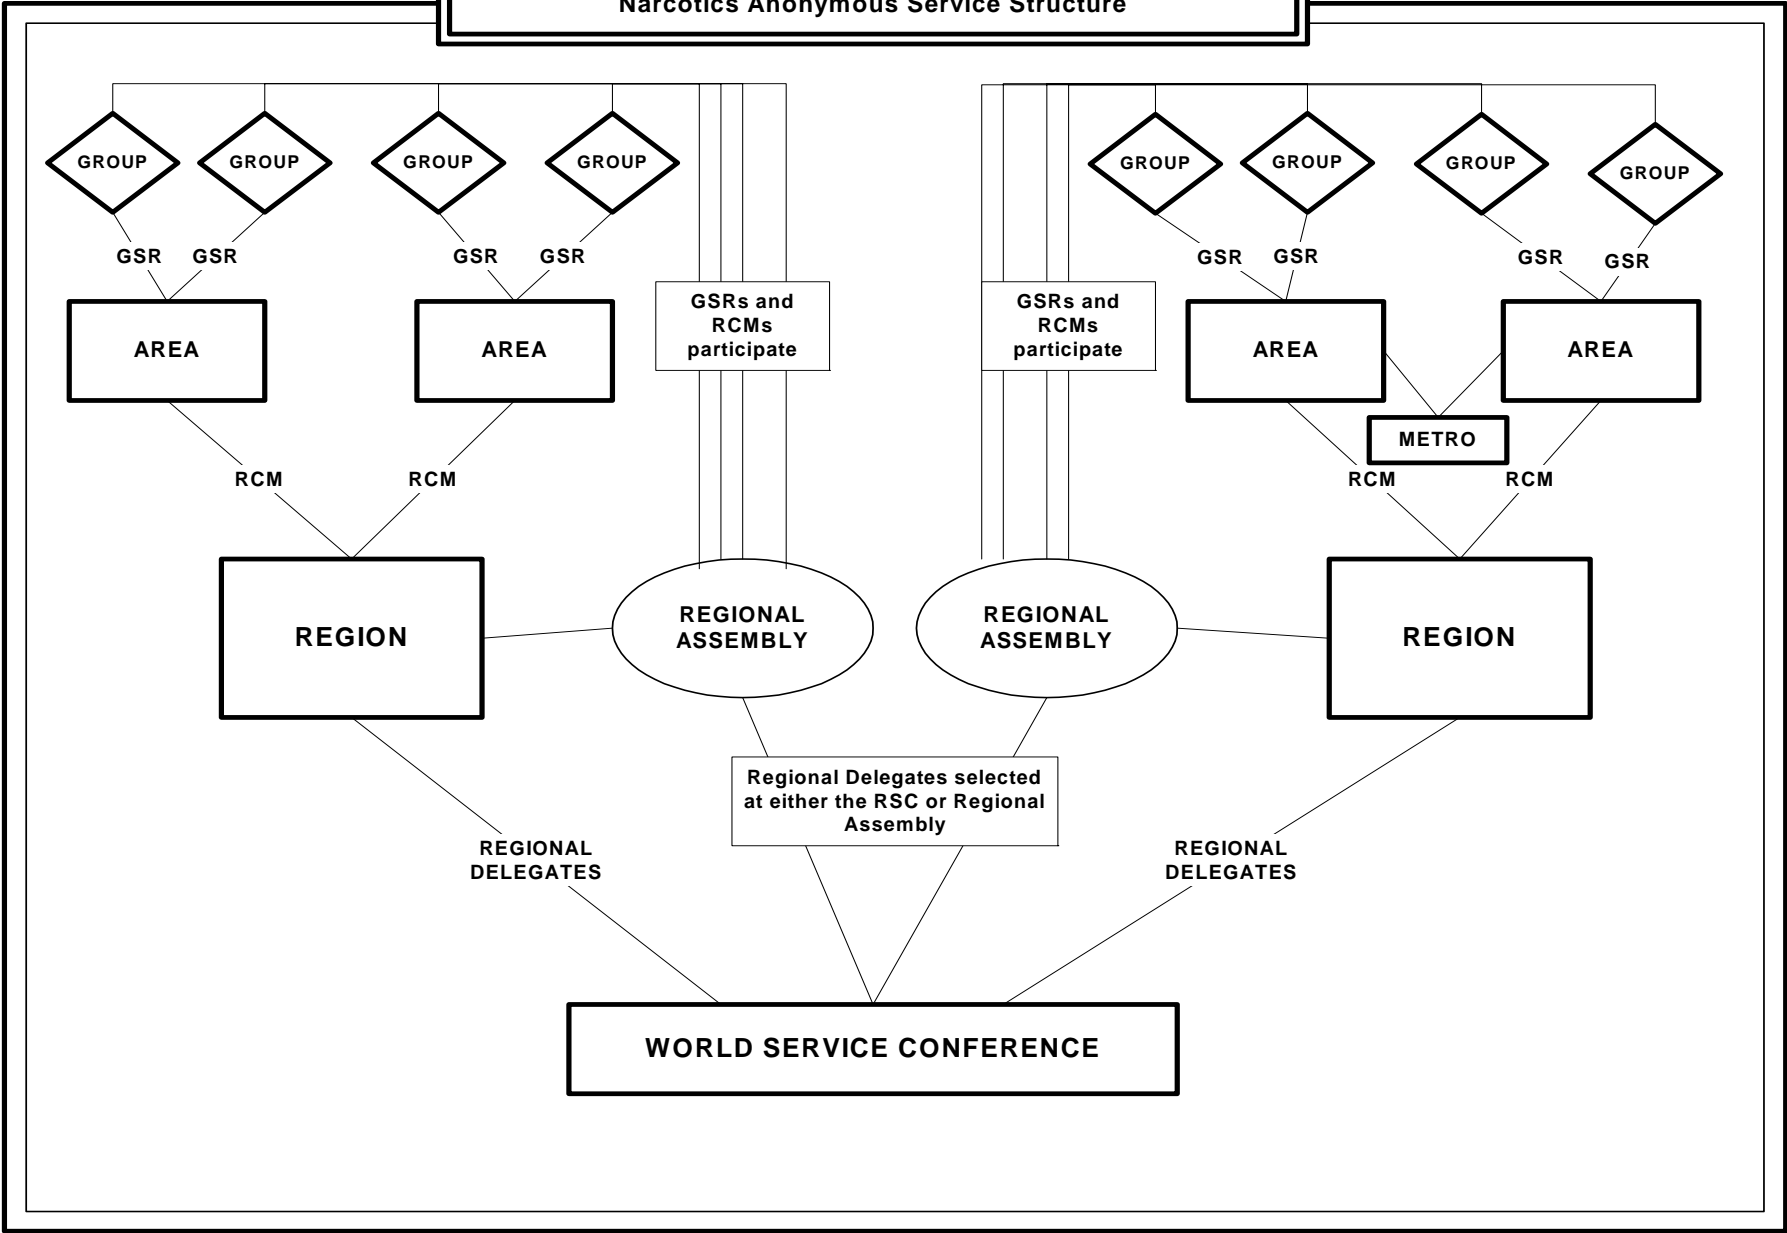 Narcotics Anonymous Service Structure
GROUP
GROUP
GROUP
GROUP
GROUP
GROUP
GROUP
GROUP
GSR
GSR
GSR
GSR
GSR
GSR
GSR
GSR
GSRs and
RCMs
participate
GSRs and
RCMs
participate
AREA
AREA
AREA
AREA
METRO
RCM
RCM
RCM
RCM
REGION
REGIONAL
ASSEMBLY
REGIONAL
ASSEMBLY
REGION
Regional Delegates selected
at either the RSC or Regional
Assembly
REGIONAL
DELEGATES
REGIONAL
DELEGATES
WORLD SERVICE CONFERENCE